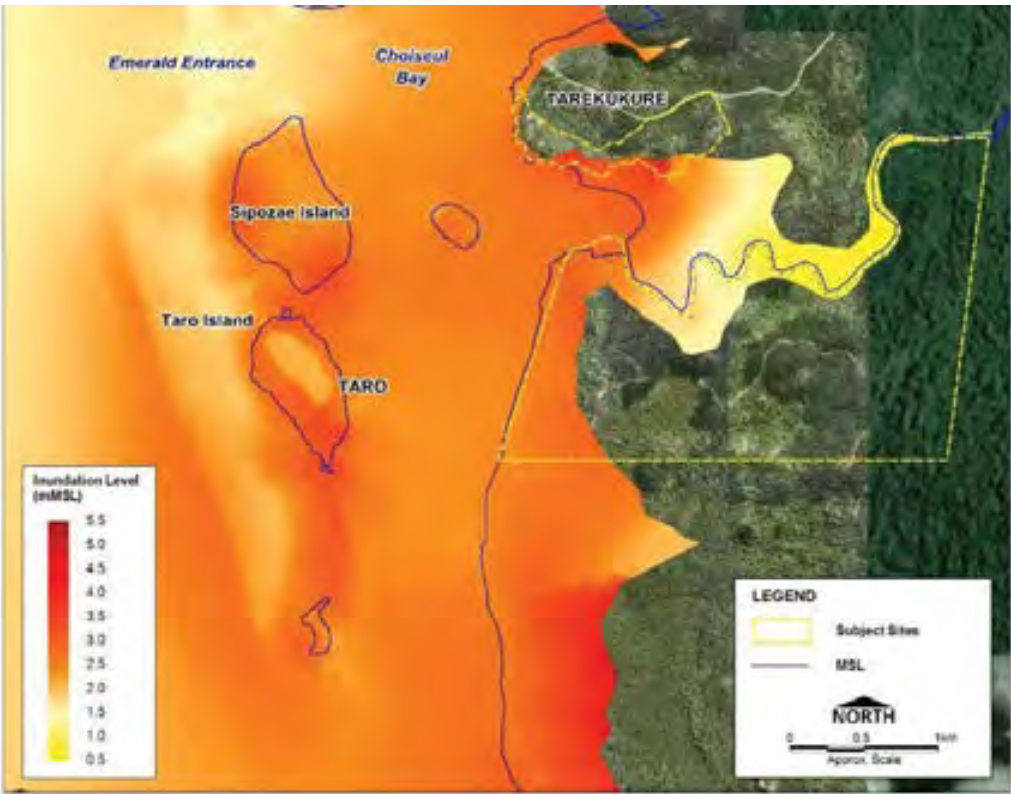 Emerald Entrance
Choiseul
Bay
TAREKUKURE
Sipozae Island
Taro Island
TARO
Inundation Level
(mMSL)
5.5
5.0
4.5
4.0
3.5
3.0
2.5
2.0
1.5
1.0
0.5
LEGEND
Subject Sites
MSL
NORTH
0 0.5 1km
Approx. Scale